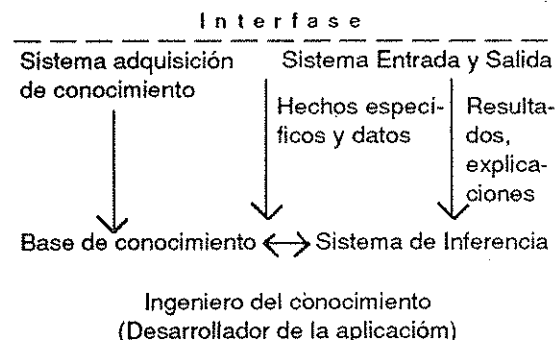 Interfase
Sistema adquisición
de conocimiento
Sistema Entrada y Salida
Hechos especí-
ficos y datos
Resulta-
dos,
explica-
ciones
Base de conocimiento
Sistema de Inferencia
Ingeniero del conocimiento
(Desarrollador de la aplicacióm)